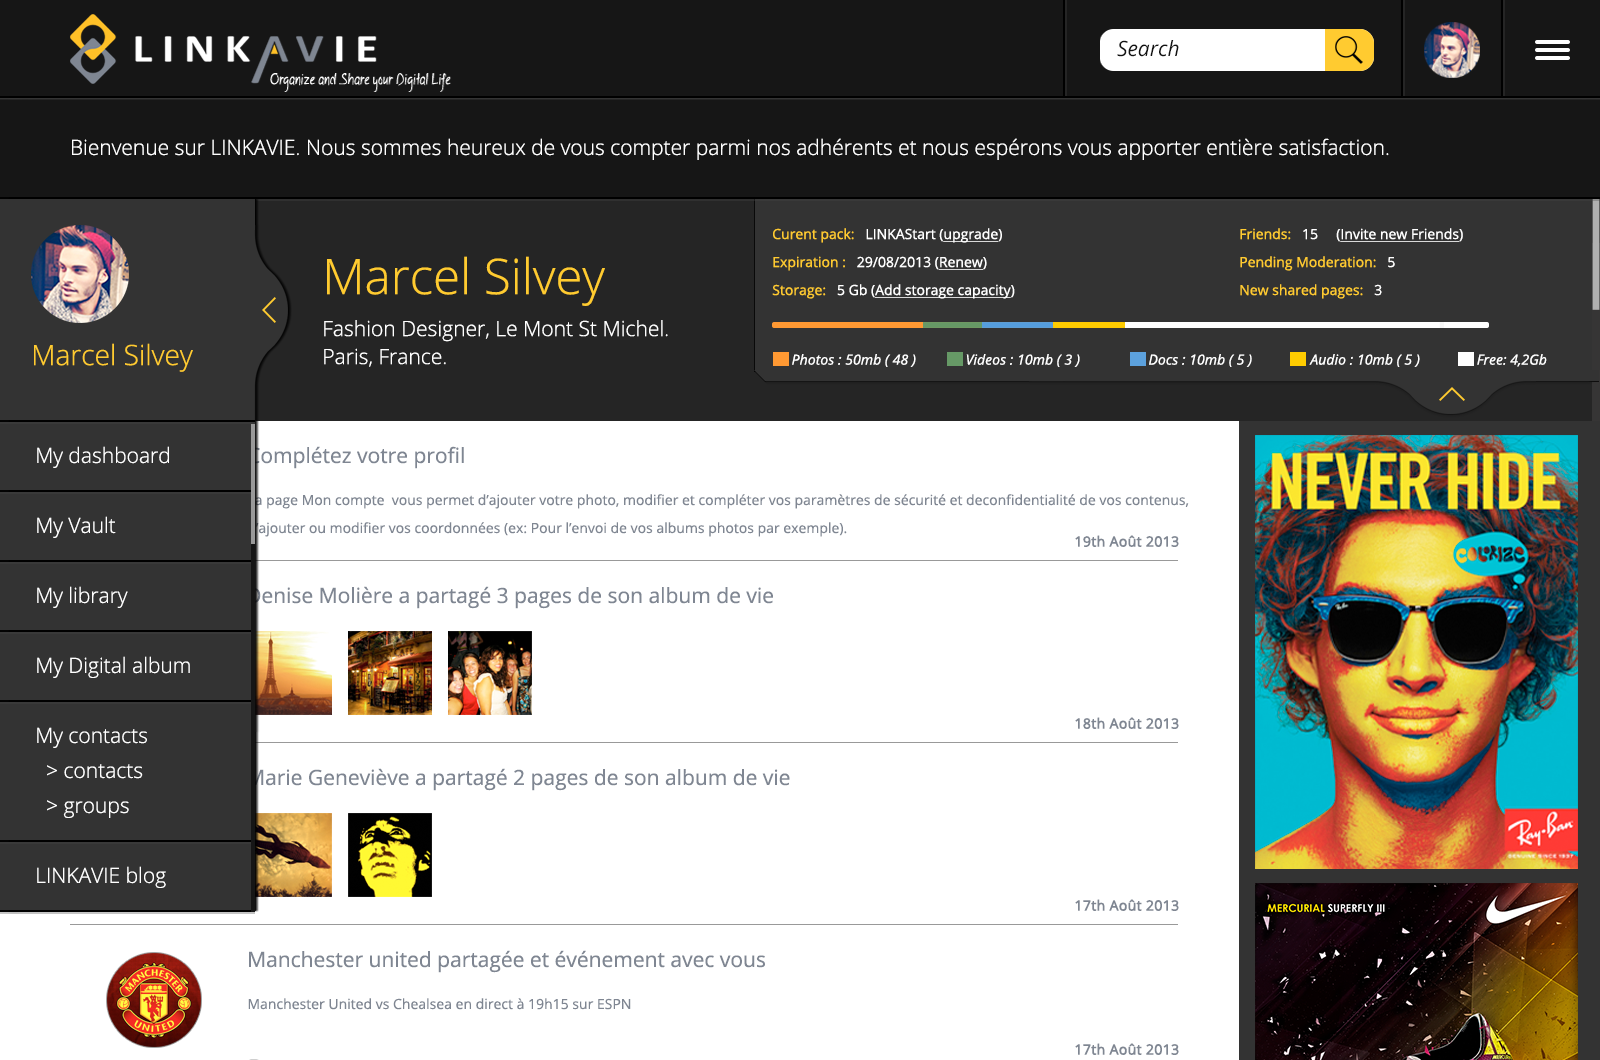 LINKAVIE
Organize and Share your Digital Life
Search
Bienvenue sur LINKAVIE. Nous sommes heureux de vous compter parmi nos adhérents et nous espérons vous apporter entière satisfaction.
Marcel Silvey
Marcel Silvey
Fashion Designer, Le Mont St Michel.
Paris, France.
Curent pack: LINKAStart (upgrade)
Expiration : 29/08/2013 (Renew)
Storage: 5 Gb (Add storage capacity)
Friends: 15 (Invite new Friends)
Pending Moderation: 5
New shared pages: 3
Photos : 50mb ( 48 ) Videos : 10mb ( 3 ) Docs : 10mb ( 5 ) Audio : 10mb ( 5 ) Free: 4,2Gb
My dashboard
My Vault
My library
My Digital album
My contacts
> contacts
> groups
LINKAVIE blog
omplétez votre profil
a page Mon compte vous permet d'ajouter votre photo, modifier et compléter vos paramètres de sécurité et deconfidentialité de vos contenus,
'ajouter ou modifier vos coordonnées (ex: Pour l'envoi de vos albums photos par exemple).
19th Août 2013
Denise Molière a partagé 3 pages de son album de vie
18th Août 2013
Marie Geneviève a partagé 2 pages de son album de vie
17th Août 2013
MANCHESTER
UNITED
Manchester united partagée et événement avec vous
Manchester United vs Chealsea en direct à 19h15 sur ESPN
17th Août 2013
NEVER HIDE
COLORIZE
Ray-Ban
Ray-Ban
GENUINE SINCE 1937
MERCURIAL SUPERFLY III